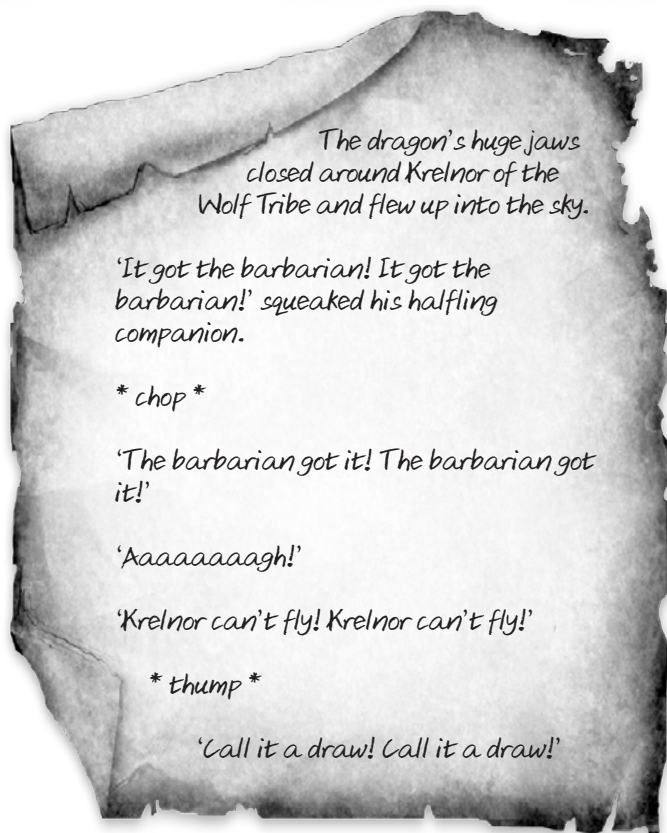 The dragon's huge jaws
closed around Krelnor of the
Wolf Tribe and flew up into the sky.
‘It got the barbarian! It got the
barbarian!’ squeaked his halfling
companion.
* chop *
‘The barbarian got it! The barbarian got
it!’
‘Aaaaaaaagh!’
‘Krelnor can't fly! Krelnor can't fly!’
* thump *
‘Call it a draw! Call it a draw!’